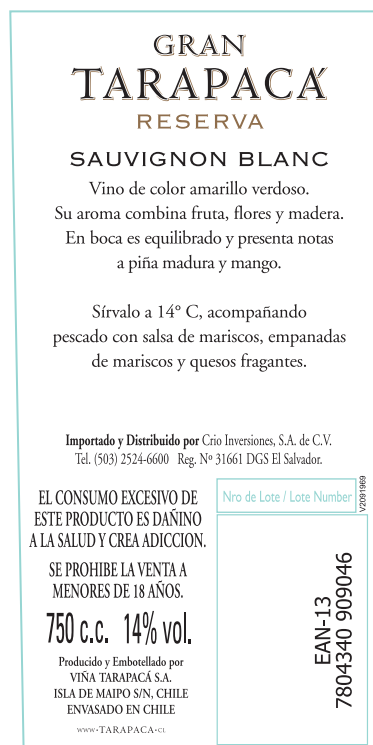 GRAN
TARAPACÁ
RESERVA
SAUVIGNON BLANC
Vino de color amarillo verdoso.
Su aroma combina fruta, flores y madera.
En boca es equilibrado y presenta notas
a piña madura y mango.
Sírvalo a 14° C, acompañando
pescado con salsa de mariscos, empanadas
de mariscos y quesos fragantes.
Importado y Distribuido por Crio Inversiones, S.A. de C.V.
Tel. (503) 2524-6600 Reg. Nº 31661 DGS El Salvador.
EL CONSUMO EXCESIVO DE
ESTE PRODUCTO ES DAÑINO
A LA SALUD Y CREA ADICCION.
SE PROHIBE LA VENTA A
MENORES DE 18 AÑOS.
750 c.c. 14% vol.
Producido y Embotellado por
VIÑA TARAPACÁ S.A.
ISLA DE MAIPO S/N, CHILE
ENVASADO EN CHILE
WWW•TARAPACA•CL
Nro de Lote / Lote Number
V2091969
EAN-13
7804340 909046